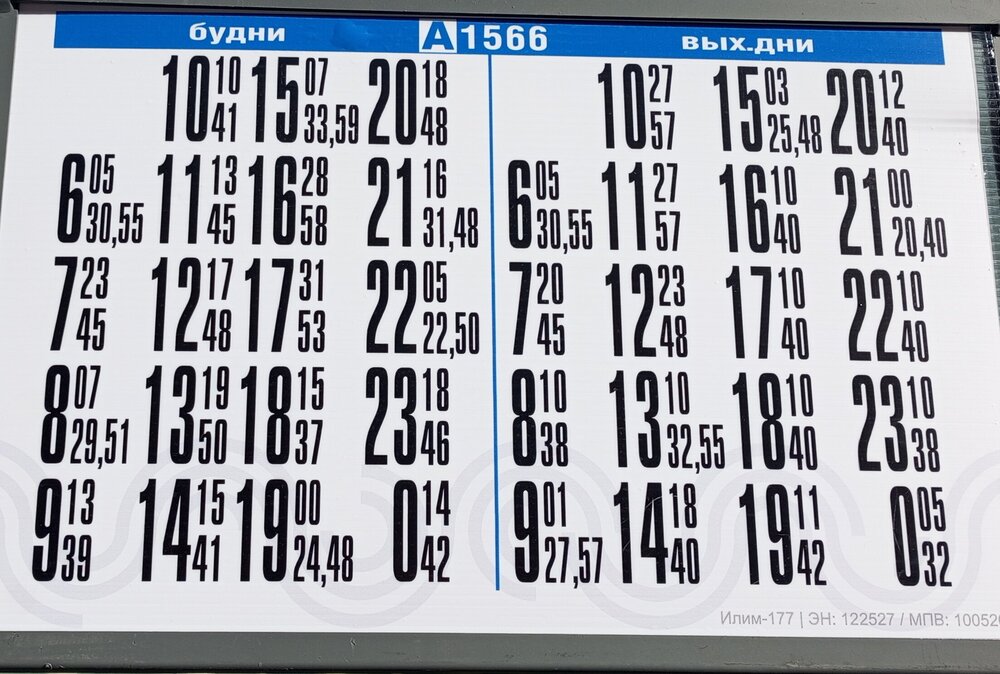 будни А 1566 вых.дни
10 10 41 15 07 33,59 20 18 48 10 27 57 15 03 25,48 20 12 40
6 05 30,55 11 13 45 16 28 58 21 16 31,48 6 05 30,55 11 27 57 16 10 40 21 00 20,40
7 23 45 12 17 48 17 31 53 22 05 22,50 7 20 45 12 23 48 17 10 40 22 10 40
8 07 29,51 13 19 50 18 15 37 23 18 46 8 10 38 13 10 32,55 18 10 40 23 10 38
9 13 39 14 15 41 19 00 24,48 0 14 42 9 01 27,57 14 18 40 19 11 42 0 05 32
Илим-177 | ЭН: 122527 / МПВ: 100520